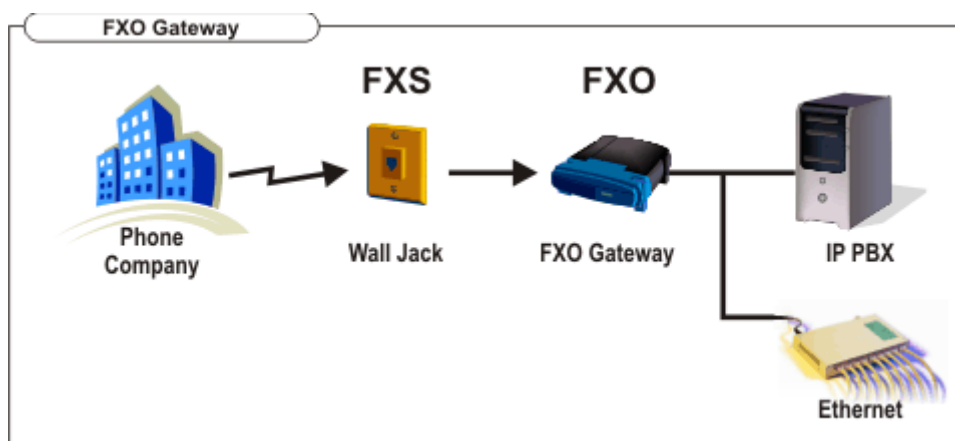 FXO Gateway
FXS
FXO
Phone
Company
Wall Jack
FXO Gateway
IP PBX
Ethernet